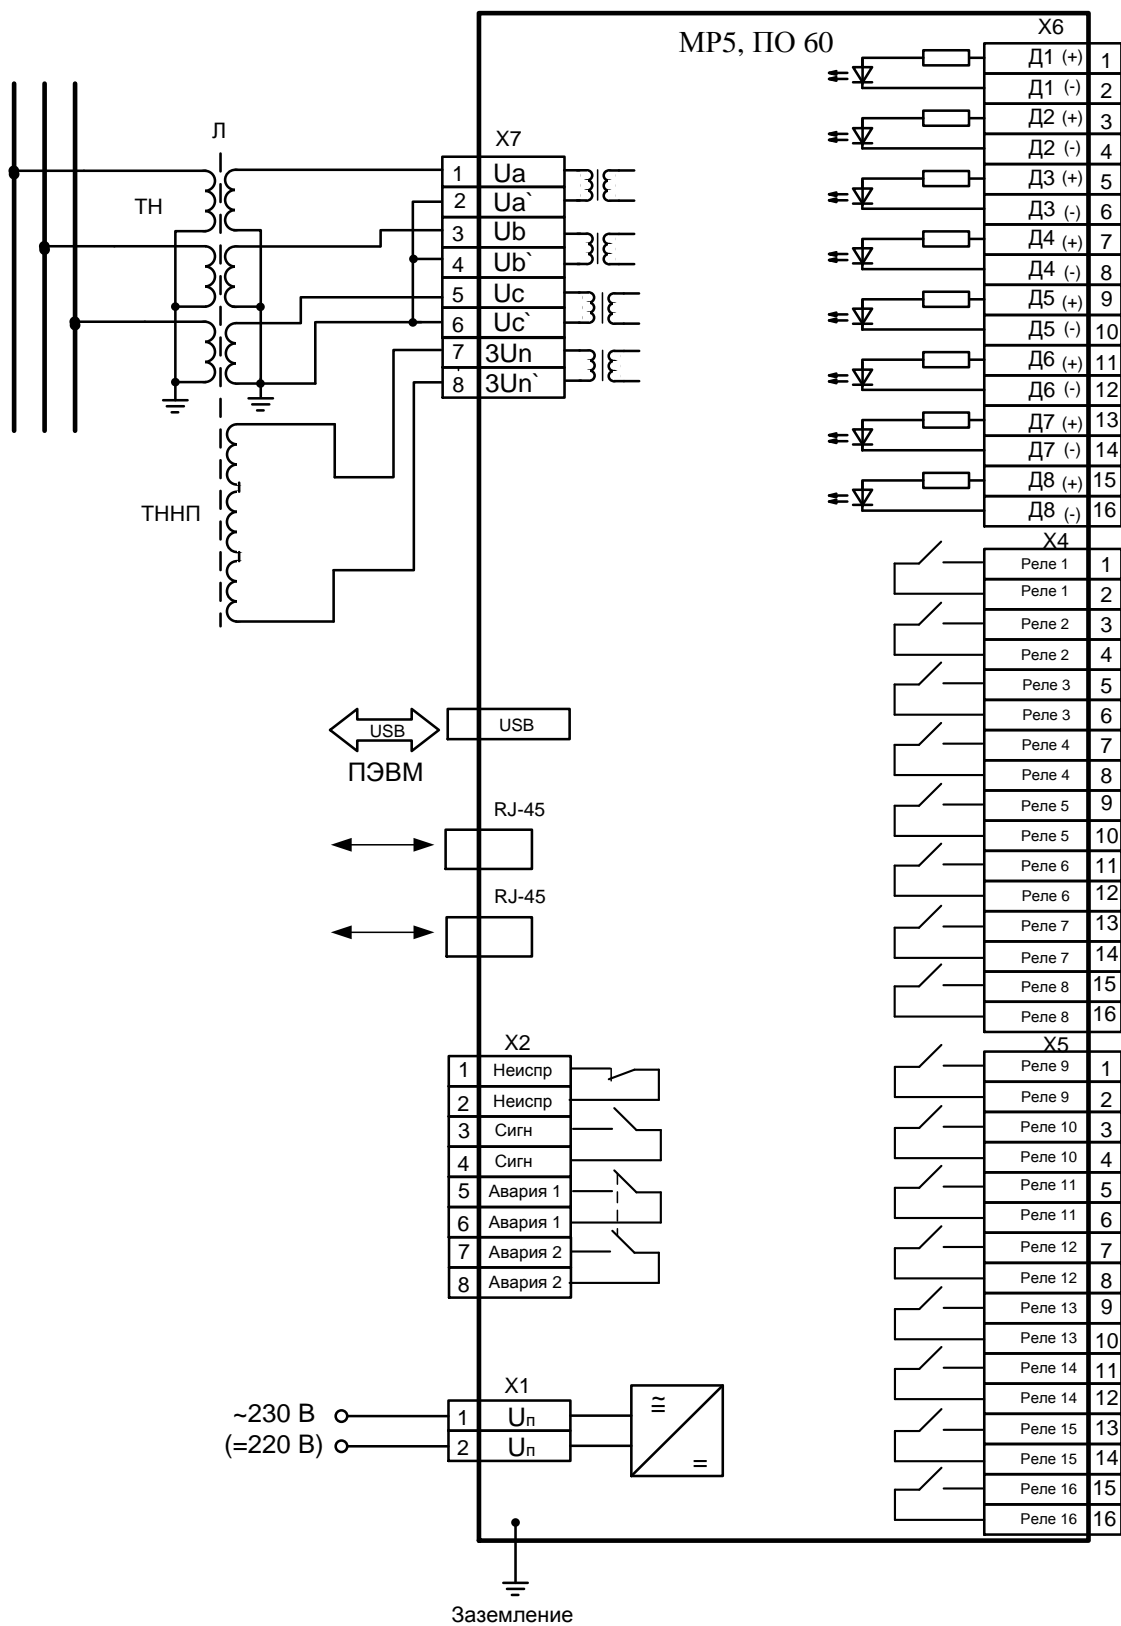 МР5, ПО 60
Л
ТН
ТННП
X7
1 Ua
2 Ua`
3 Ub
4 Ub`
5 Uc
6 Uc`
7 3Un
8 3Un`
USB
USB
ПЭВМ
RJ-45
RJ-45
X2
1 Неиспр
2 Неиспр
3 Сигн
4 Сигн
5 Авария 1
6 Авария 1
7 Авария 2
8 Авария 2
X1
~230 В
(=220 В)
1 Uп
2 Uп
≅
=
Заземление
X6
Д1 (+) 1
Д1 (-) 2
Д2 (+) 3
Д2 (-) 4
Д3 (+) 5
Д3 (-) 6
Д4 (+) 7
Д4 (-) 8
Д5 (+) 9
Д5 (-) 10
Д6 (+) 11
Д6 (-) 12
Д7 (+) 13
Д7 (-) 14
Д8 (+) 15
Д8 (-) 16
X4
Реле 1 1
Реле 1 2
Реле 2 3
Реле 2 4
Реле 3 5
Реле 3 6
Реле 4 7
Реле 4 8
Реле 5 9
Реле 5 10
Реле 6 11
Реле 6 12
Реле 7 13
Реле 7 14
Реле 8 15
Реле 8 16
X5
Реле 9 1
Реле 9 2
Реле 10 3
Реле 10 4
Реле 11 5
Реле 11 6
Реле 12 7
Реле 12 8
Реле 13 9
Реле 13 10
Реле 14 11
Реле 14 12
Реле 15 13
Реле 15 14
Реле 16 15
Реле 16 16